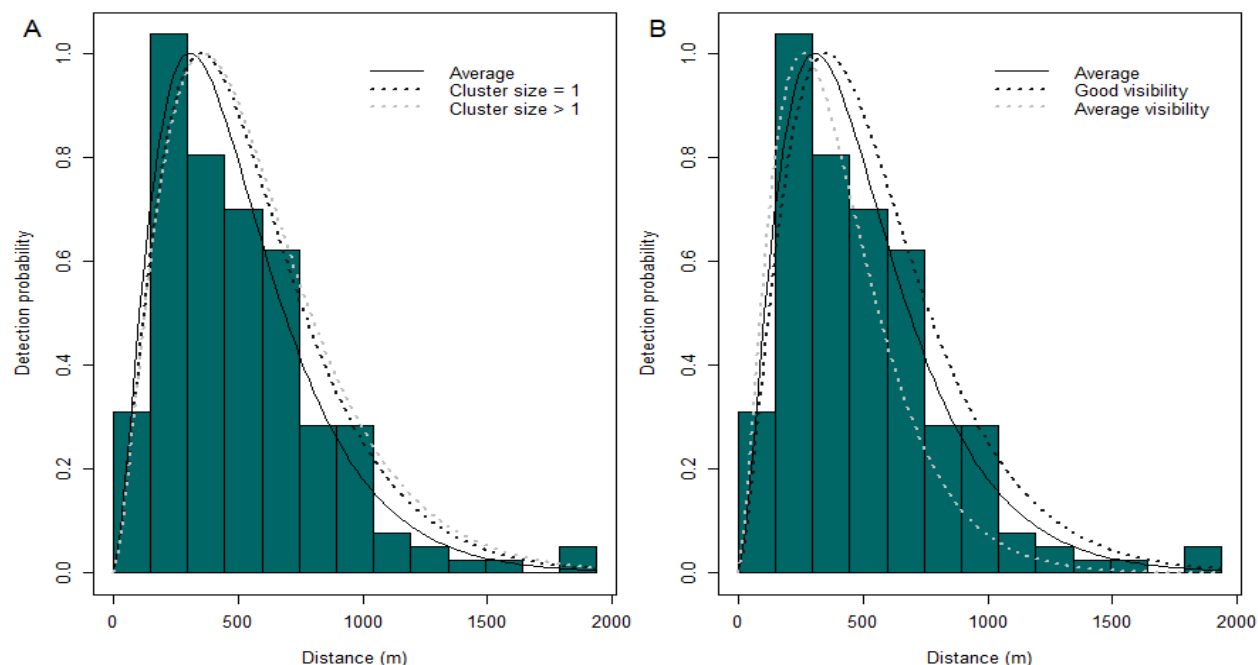 A
Average
Cluster size = 1
Cluster size > 1
Detection probability
1.0
0.8
0.6
0.4
0.2
0.0
0 500 1000 1500 2000
Distance (m)
B
Average
Good visibility
Average visibility
Detection probability
1.0
0.8
0.6
0.4
0.2
0.0
0 500 1000 1500 2000
Distance (m)